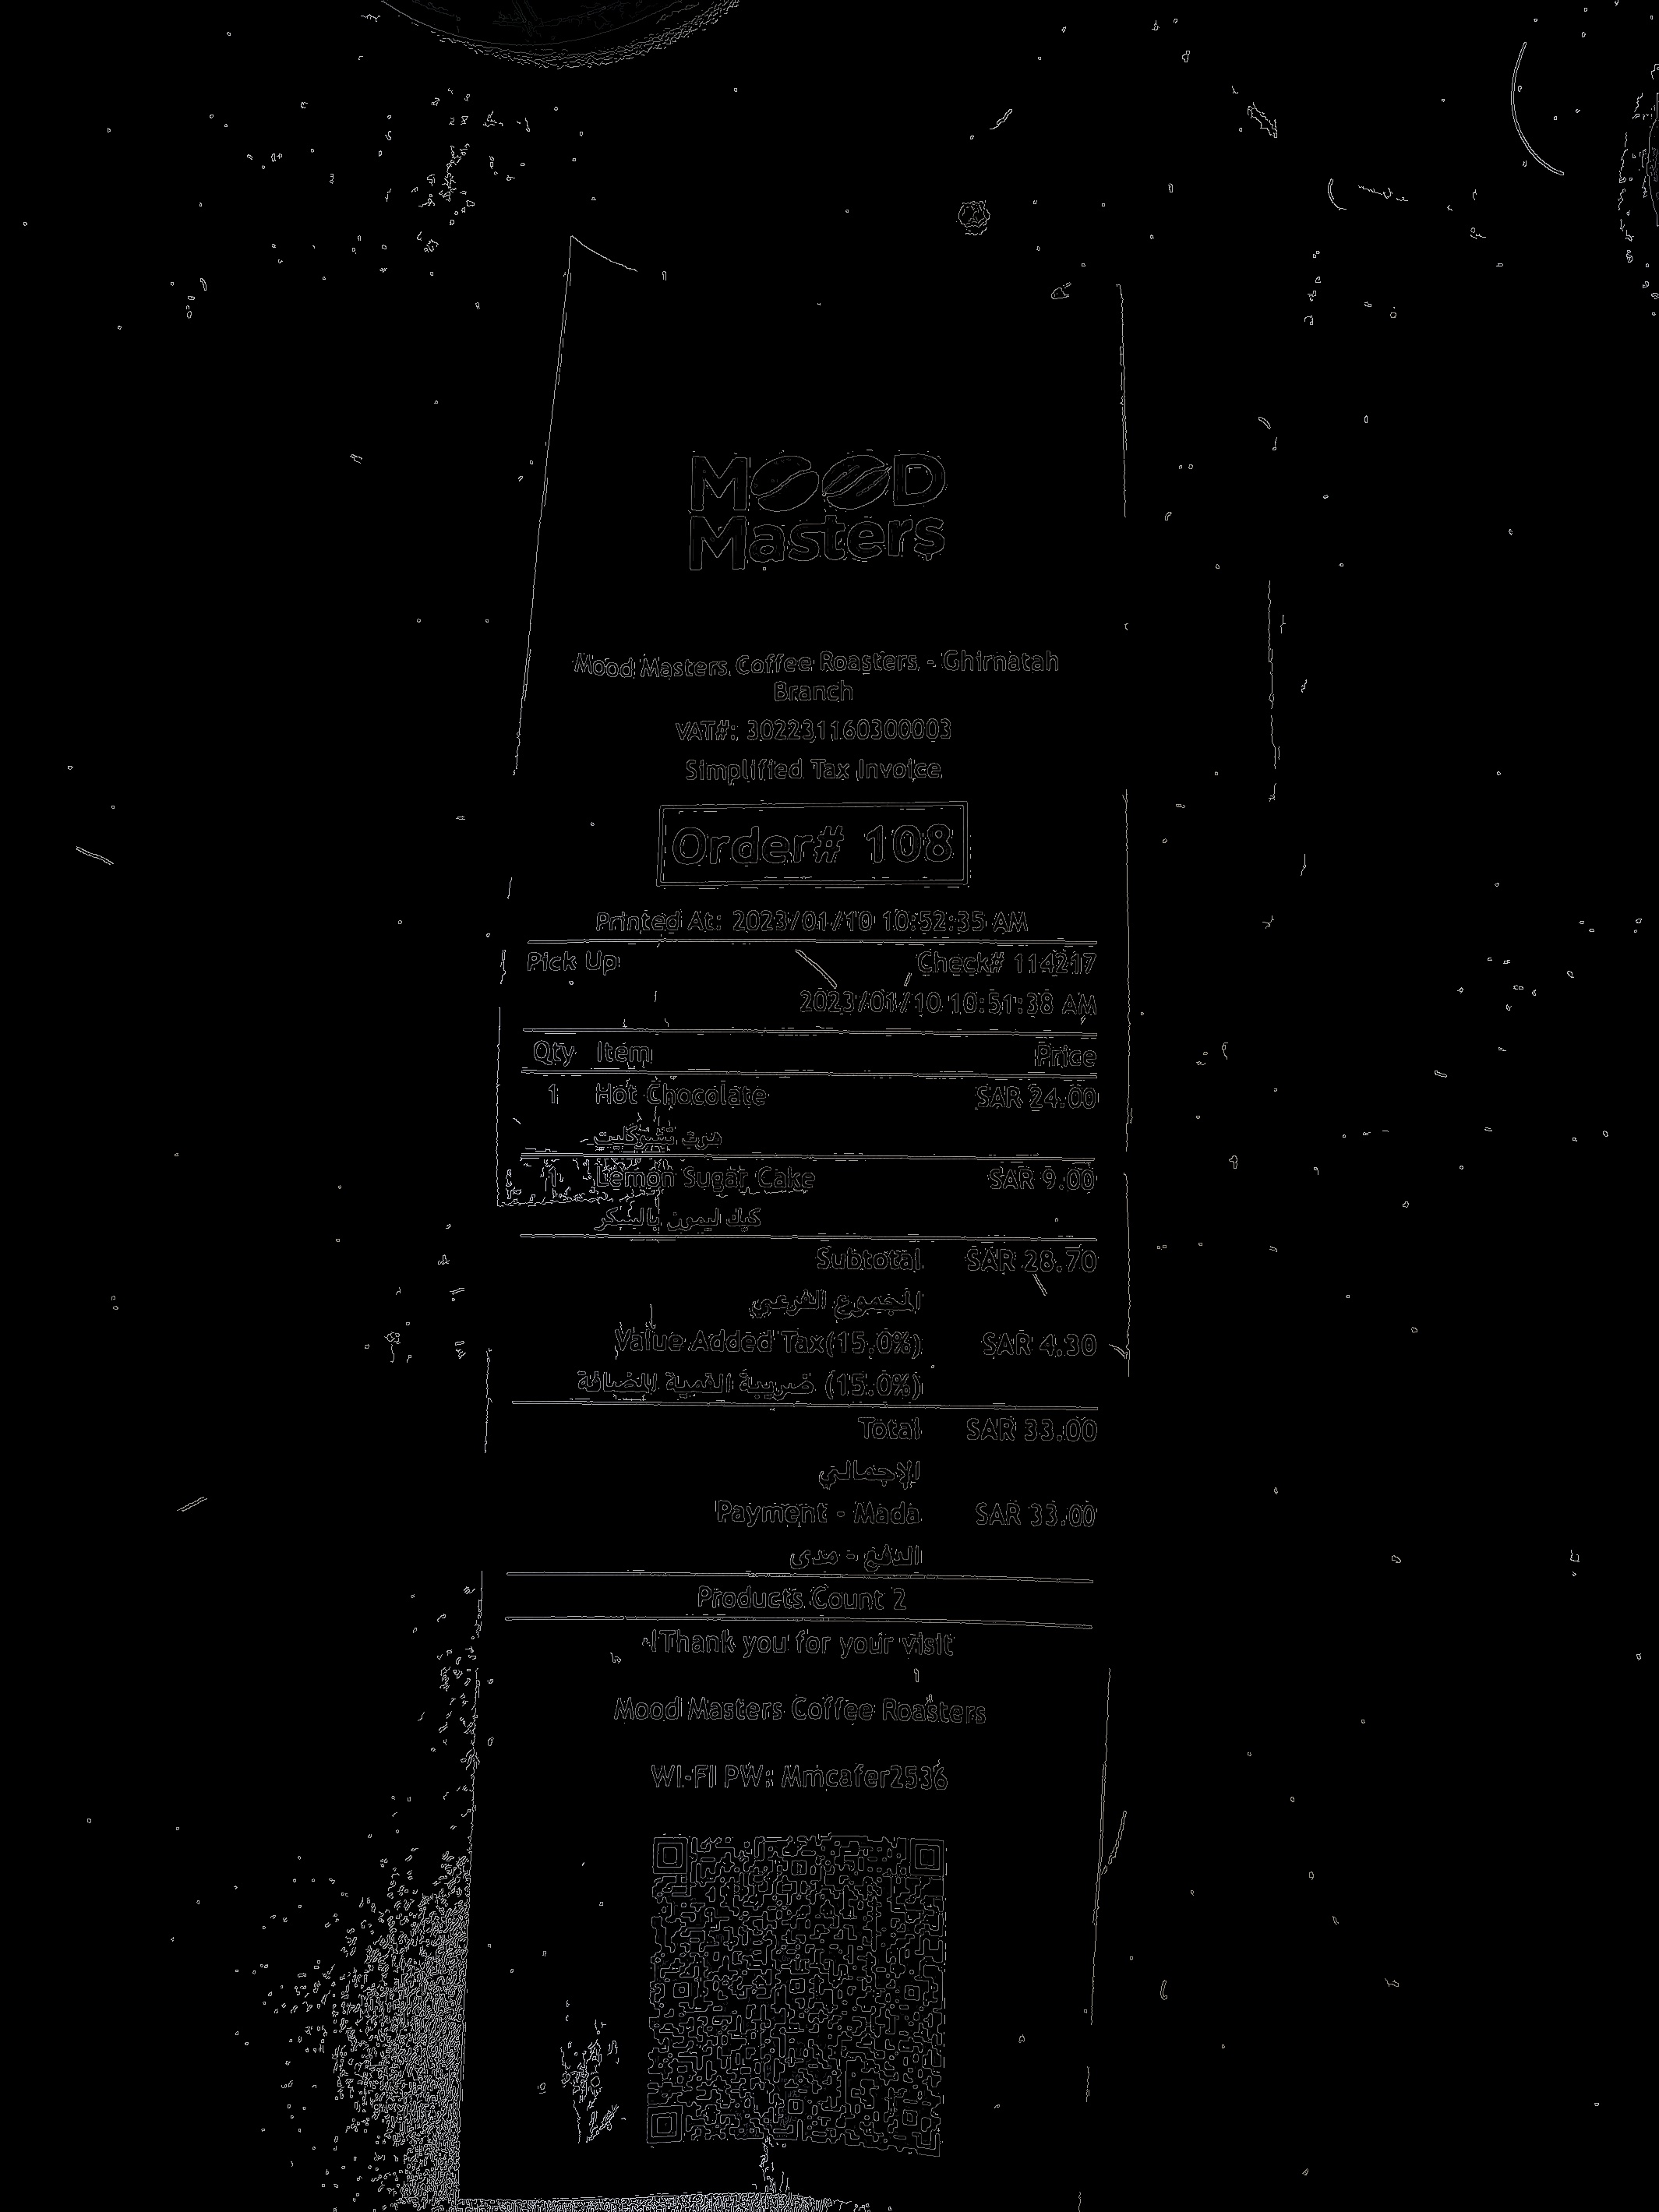 MOOD
Masters
Mood Masters Coffee Roasters - Ghirnatah
Branch
VAT#: 302231160300003
Simplified Tax Invoice
Order# 108
Printed At: 2023/01/10 10:52:35 AM
Pick Up Check# 114217
2023/01/10 10:51:38 AM
Qty Item Price
1 Hot Chocolate SAR 24.00
هوت تشوكليت
1 Lemon Sugar Cake SAR 9.00
كيك ليمون بالسكر
Subtotal SAR 28.70
المجموع الفرعي
Value Added Tax(15.0%) SAR 4.30
ضريبة القمية المضافة (15.0%)
Total SAR 33.00
الإجمالي
Payment - Mada SAR 33.00
الدفع - مدى
Products Count 2
Thank you for your visit
Mood Masters Coffee Roasters
WI-FI PW: Mmcafer2536